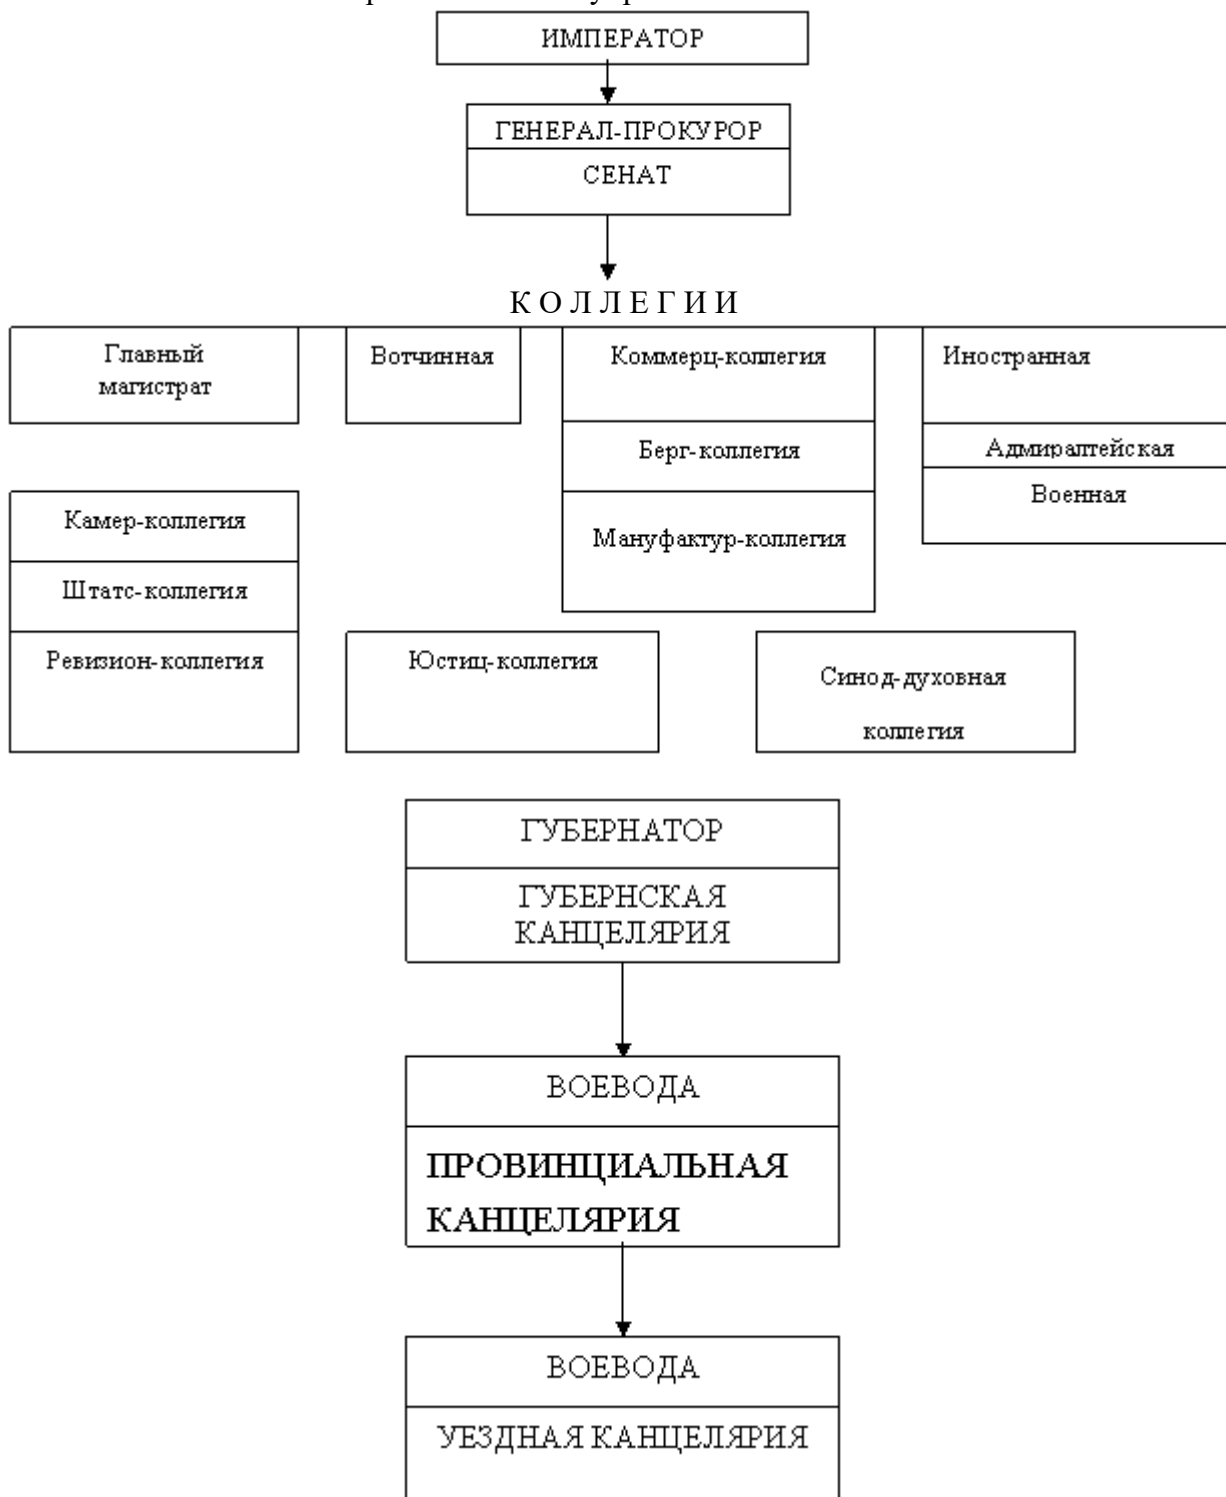 ИМПЕРАТОР
ГЕНЕРАЛ-ПРОКУРОР
СЕНАТ
К О Л Л Е Г И И
Главный
магистрат
Вотчинная
Коммерц-коллегия
Иностранная
Берг-коллегия
Адмиралтейская
Военная
Камер-коллегия
Мануфактур-коллегия
Штатс-коллегия
Ревизион-коллегия
Юстиц-коллегия
Синод-духовная
коллегия
ГУБЕРНАТОР
ГУБЕРНСКАЯ
КАНЦЕЛЯРИЯ
ВОЕВОДА
ПРОВИНЦИАЛЬНАЯ
КАНЦЕЛЯРИЯ
ВОЕВОДА
УЕЗДНАЯ КАНЦЕЛЯРИЯ